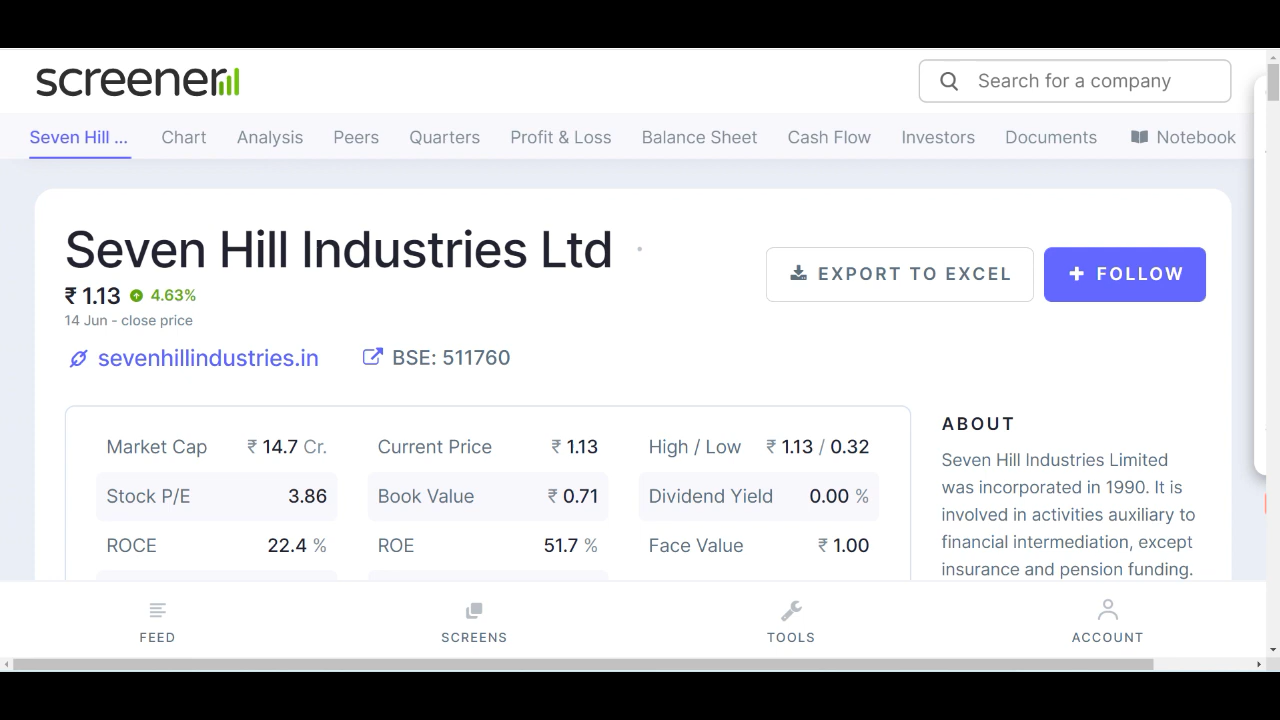 screener
Search for a company
Seven Hill ... Chart Analysis Peers Quarters Profit & Loss Balance Sheet Cash Flow Investors Documents Notebook
Seven Hill Industries Ltd
EXPORT TO EXCEL
+ FOLLOW
₹ 1.13 4.63%
14 Jun - close price
sevenhillindustries.in BSE: 511760
Market Cap ₹ 14.7 Cr. Current Price ₹ 1.13 High / Low ₹ 1.13 / 0.32
Stock P/E 3.86 Book Value ₹ 0.71 Dividend Yield 0.00 %
ROCE 22.4 % ROE 51.7 % Face Value ₹ 1.00
ABOUT
Seven Hill Industries Limited
was incorporated in 1990. It is
involved in activities auxiliary to
financial intermediation, except
insurance and pension funding.
FEED SCREENS TOOLS ACCOUNT